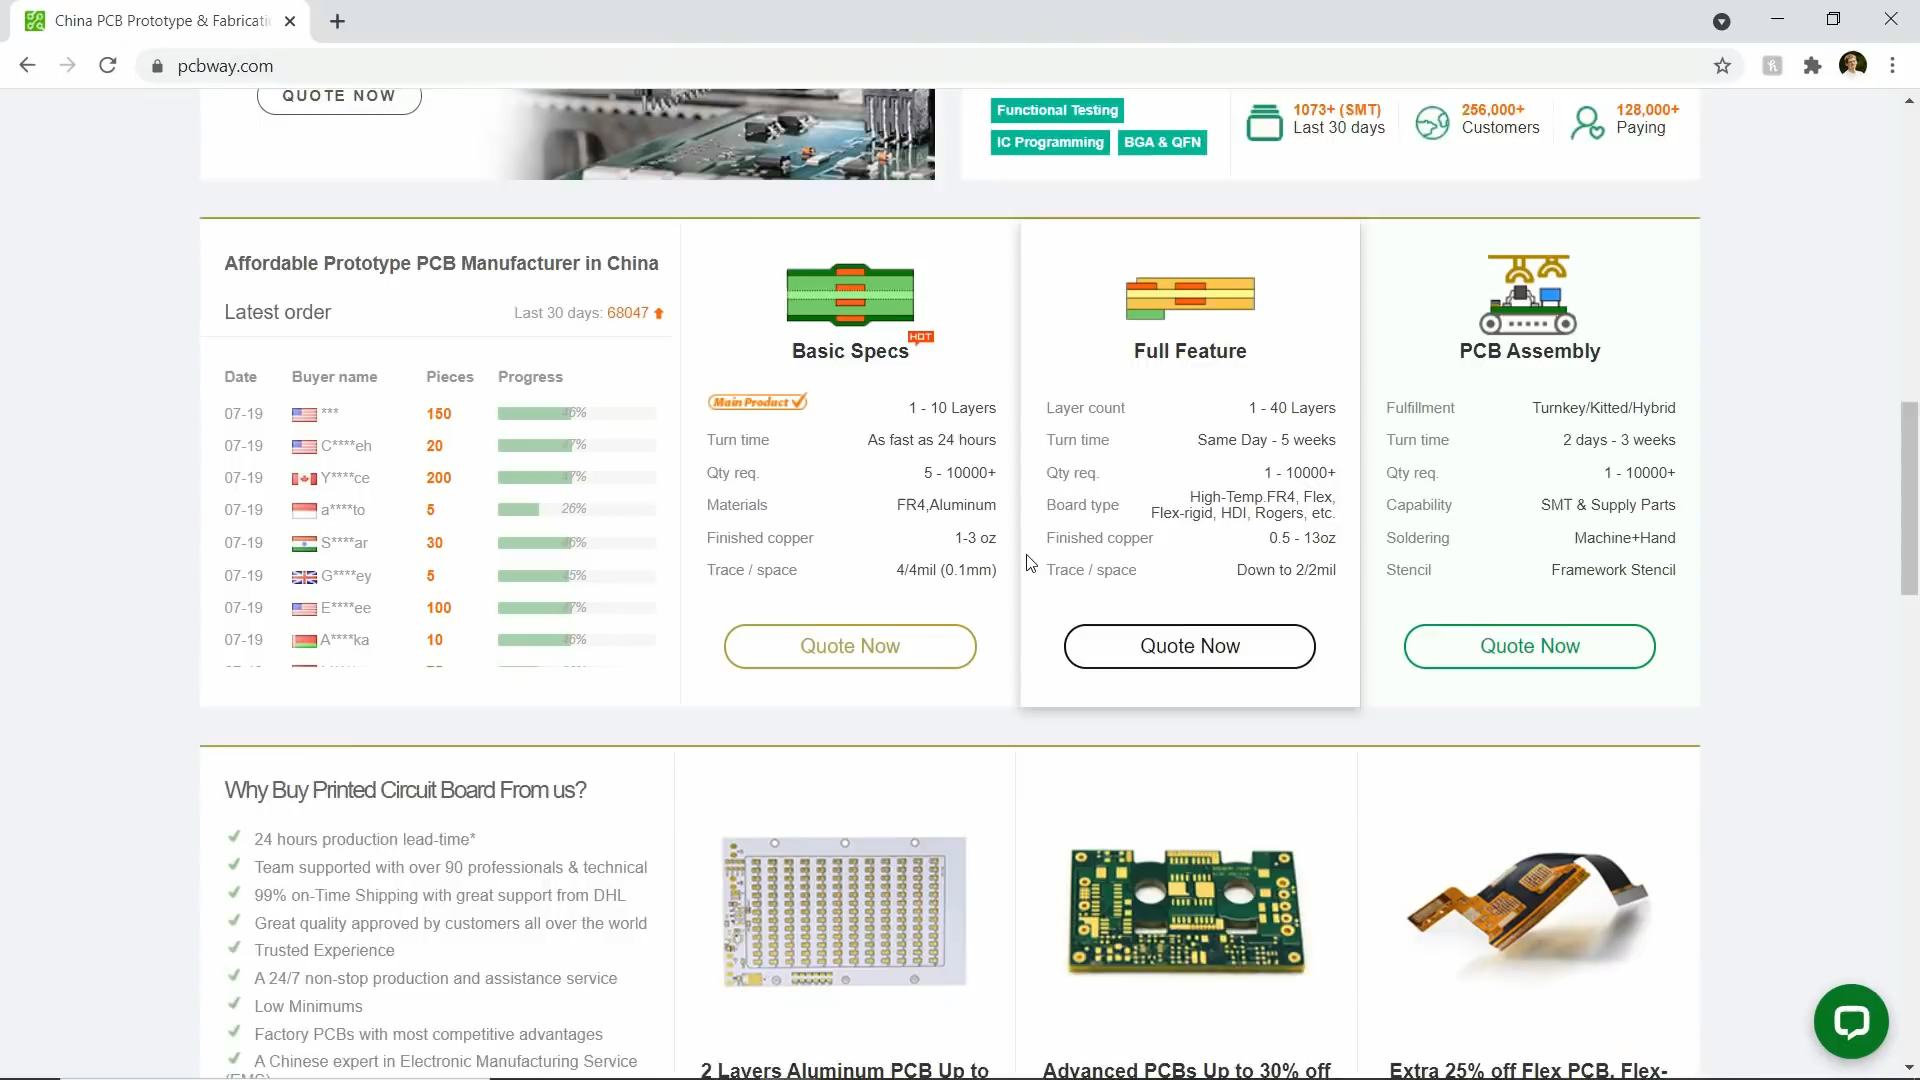 China PCB Prototype & Fabricati
pcbway.com
QUOTE NOW
Functional Testing
IC Programming
BGA & QFN
1073+ (SMT)
Last 30 days
256,000+
Customers
128,000+
Paying
Affordable Prototype PCB Manufacturer in China
Latest order
Last 30 days: 68047
Date Buyer name Pieces Progress
07-19 *** 150 46%
07-19 C****eh 20 47%
07-19 Y****ce 200 47%
07-19 a****to 5 26%
07-19 S****ar 30 46%
07-19 G****ey 5 45%
07-19 E****ee 100 47%
07-19 A****ka 10 46%
HOT
Basic Specs
Main Product
1 - 10 Layers
Turn time As fast as 24 hours
Qty req. 5 - 10000+
Materials FR4,Aluminum
Finished copper 1-3 oz
Trace / space 4/4mil (0.1mm)
Quote Now
Full Feature
Layer count 1 - 40 Layers
Turn time Same Day - 5 weeks
Qty req. 1 - 10000+
Board type High-Temp FR4, Flex,
Flex-rigid, HDI, Rogers, etc.
Finished copper 0.5 - 13oz
Trace / space Down to 2/2mil
Quote Now
PCB Assembly
Fulfillment Turnkey/Kitted/Hybrid
Turn time 2 days - 3 weeks
Qty req. 1 - 10000+
Capability SMT & Supply Parts
Soldering Machine+Hand
Stencil Framework Stencil
Quote Now
Why Buy Printed Circuit Board From us?
24 hours production lead-time*
Team supported with over 90 professionals & technical
99% on-Time Shipping with great support from DHL
Great quality approved by customers all over the world
Trusted Experience
A 24/7 non-stop production and assistance service
Low Minimums
Factory PCBs with most competitive advantages
A Chinese expert in Electronic Manufacturing Service
(EMS)
2 Layers Aluminum PCB Up to
Advanced PCBs Up to 30% off
Extra 25% off Flex PCB, Flex-